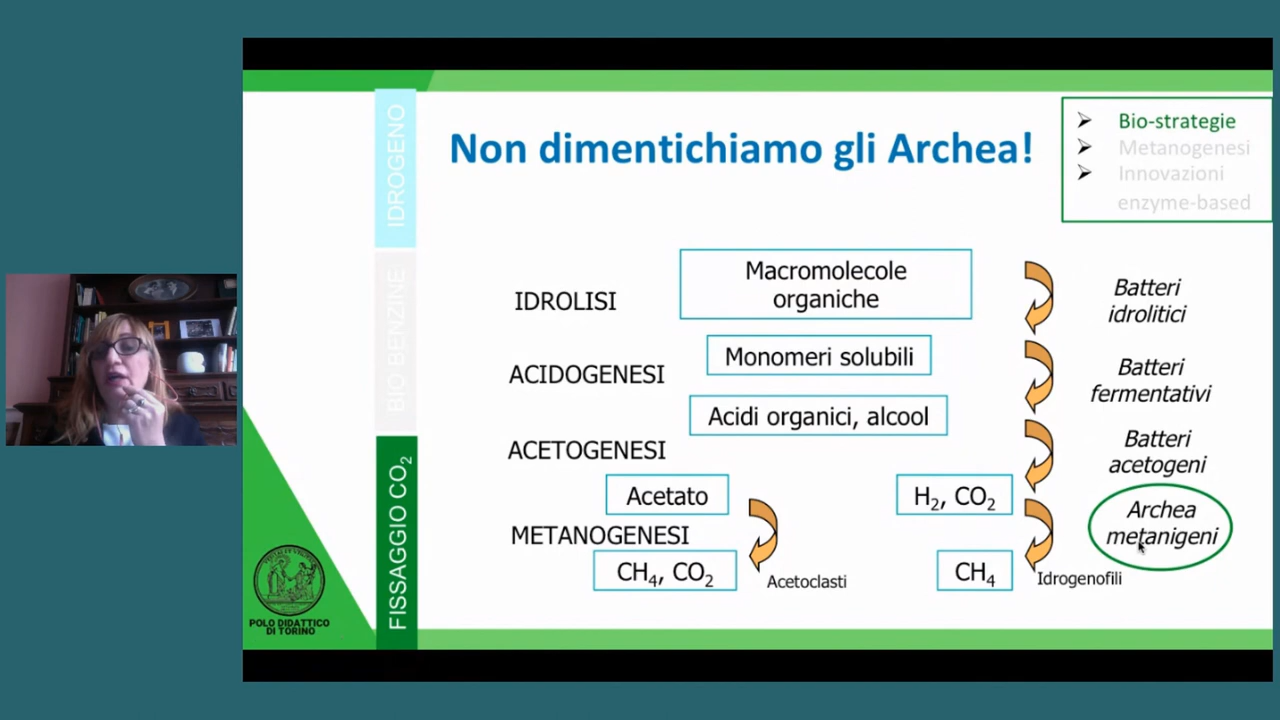 Non dimentichiamo gli Archea!
Bio-strategie
Metanogenesi
Innovazioni
enzyme-based
IDROGENO
BIO BENZINE
FISSAGGIO CO₂
IDROLISI
Macromolecole
organiche
Batteri
idrolitici
Monomeri solubili
ACIDOGENESI
Batteri
fermentativi
Acidi organici, alcool
ACETOGENESI
Batteri
acetogeni
Acetato
H₂, CO₂
METANOGENESI
Archea
metanigeni
CH₄, CO₂
Acetoclasti
CH₄
Idrogenofili
POLO DIDATTICO
DI TORINO